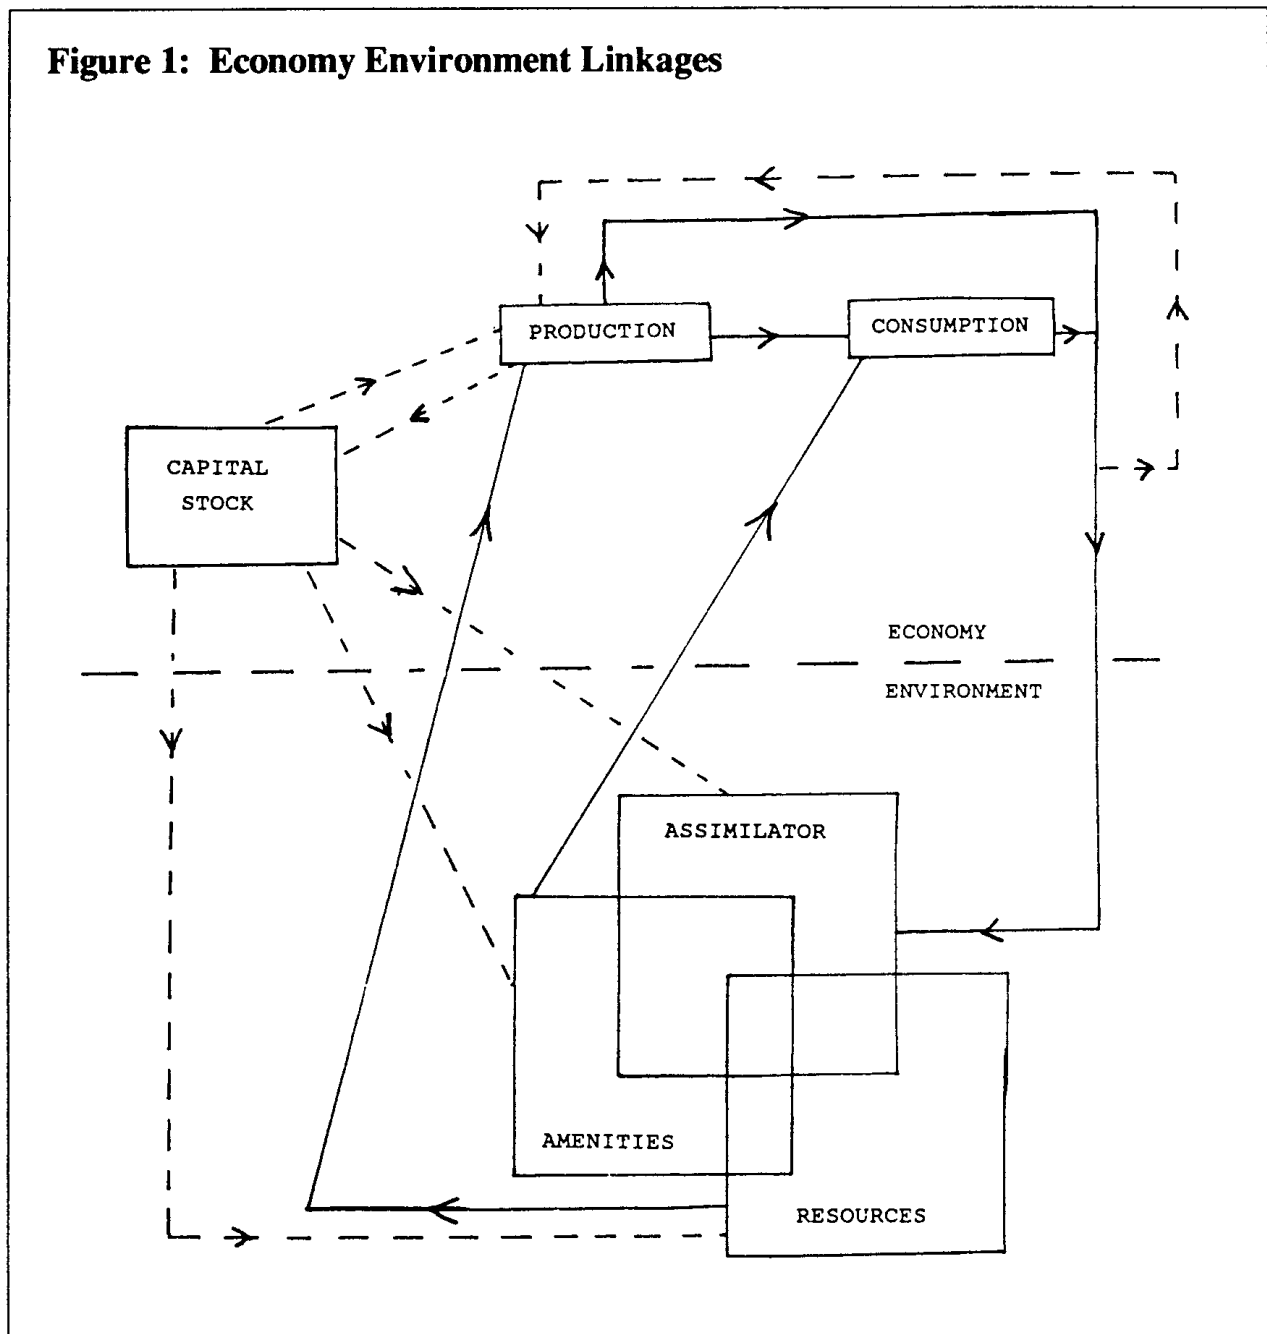 Figure 1: Economy Environment Linkages
PRODUCTION
CONSUMPTION
CAPITAL
STOCK
ECONOMY
ENVIRONMENT
ASSIMILATOR
AMENITIES
RESOURCES